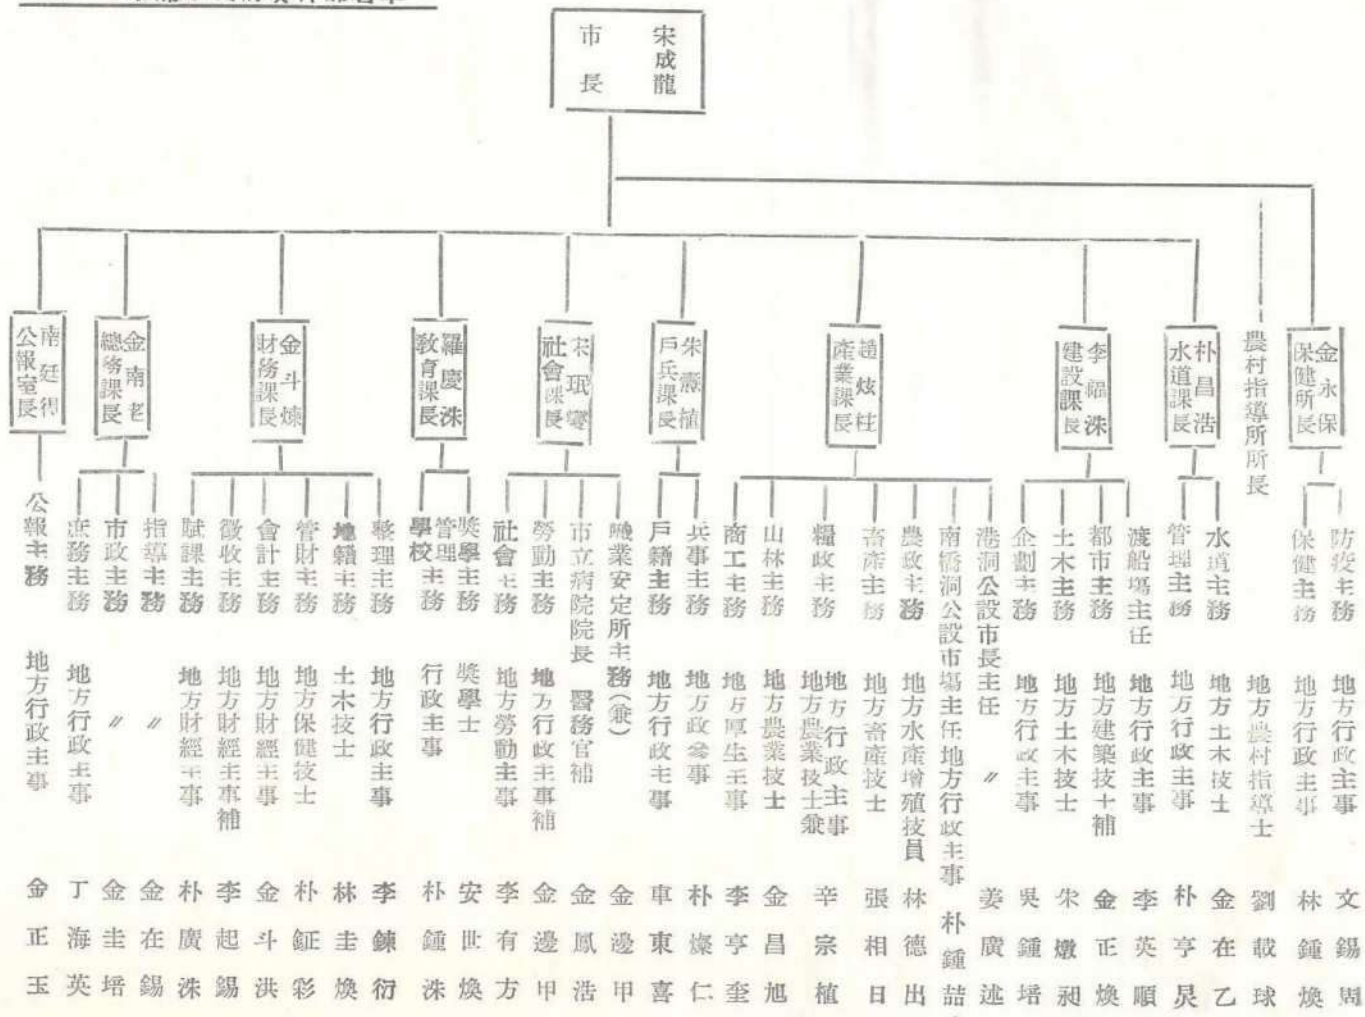 市長 宋成龍
公報室長 南廷得
總務課長 金南老
財務課長 金斗煉
教育課長 羅慶洙
社會課長 宋珉
戶兵課長 朱 植
產業課長 趙炫柱
建設課長 李福洙
水道課長 朴昌浩
農村指導所所長
保健所長 金永保
公報主務 地方行政主事 金正玉
庶務主務 地方行政主事 丁海英
市政主務 〃 金圭培
指導主務 〃 金在錫
賦課主務 地方財經主事 朴廣洙
徵收主務 地方財經主事補 李起錫
會計主務 地方財經主事 金斗洪
管財主務 地方保健技士 朴鉦彩
地籍主務 土木技士 林圭煥
整理主務 地方行政主事 李鍊衍
學校管理主務 行政主事 朴鍾洙
奬學主務 奬學士 安世煥
社會主務 地方勞動主事 李有方
勞動主務 地方行政主事補 金邊甲
市立病院院長 醫務官補 金鳳浩
職業安定所主務(兼) 金邊甲
戶籍主務 地方行政主事 車東喜
兵事主務 地方政參事 朴燦仁
商工主務 地方厚生主事 李亨奎
山林主務 地方農業技士 金昌旭
糧政主務 地方農業技士兼地方行政主事 辛宗植
畜產主務 地方畜產技士 張相日
農政主務 地方水產增殖技員 林德出
南橋洞公設市場主任 地方行政主事 朴鍾喆
港洞公設市長主任 〃 姜廣述
企劃主務 地方行政主事 吳鍾培
土木主務 地方土木技士 朱燉昶
都市主務 地方建築技士補 金正煥
渡船場主任 地方行政主事 李英順
管理主務 地方行政主事 朴亨炅
水道主務 地方土木技士 金在乙
地方農村指導士 劉載球
保健主務 地方行政主事 林鍾煥
防疫主務 地方行政主事 文錫周